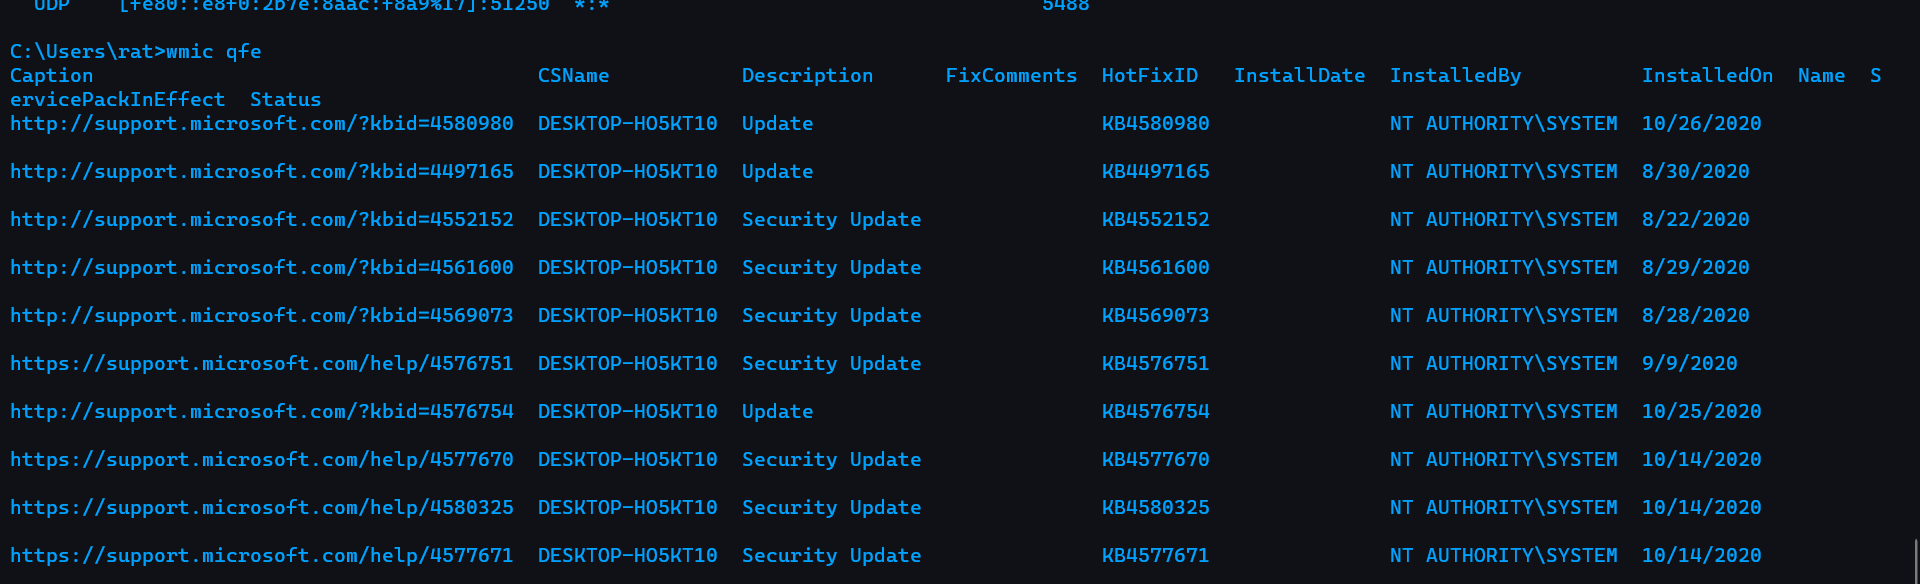 UDP    [fe80::e8f0:2b7e:8aac:f8a9%17]:51250  *:*                                    5488
C:\Users\rat>wmic qfe
Caption                                     CSName           Description      FixComments  HotFixID   InstallDate  InstalledBy          InstalledOn  Name  S
ervicePackInEffect  Status
http://support.microsoft.com/?kbid=4580980  DESKTOP-HO5KT10  Update                        KB4580980               NT AUTHORITY\SYSTEM  10/26/2020
http://support.microsoft.com/?kbid=4497165  DESKTOP-HO5KT10  Update                        KB4497165               NT AUTHORITY\SYSTEM  8/30/2020
http://support.microsoft.com/?kbid=4552152  DESKTOP-HO5KT10  Security Update               KB4552152               NT AUTHORITY\SYSTEM  8/22/2020
http://support.microsoft.com/?kbid=4561600  DESKTOP-HO5KT10  Security Update               KB4561600               NT AUTHORITY\SYSTEM  8/29/2020
http://support.microsoft.com/?kbid=4569073  DESKTOP-HO5KT10  Security Update               KB4569073               NT AUTHORITY\SYSTEM  8/28/2020
https://support.microsoft.com/help/4576751  DESKTOP-HO5KT10  Security Update               KB4576751               NT AUTHORITY\SYSTEM  9/9/2020
http://support.microsoft.com/?kbid=4576754  DESKTOP-HO5KT10  Update                        KB4576754               NT AUTHORITY\SYSTEM  10/25/2020
https://support.microsoft.com/help/4577670  DESKTOP-HO5KT10  Security Update               KB4577670               NT AUTHORITY\SYSTEM  10/14/2020
https://support.microsoft.com/help/4580325  DESKTOP-HO5KT10  Security Update               KB4580325               NT AUTHORITY\SYSTEM  10/14/2020
https://support.microsoft.com/help/4577671  DESKTOP-HO5KT10  Security Update               KB4577671               NT AUTHORITY\SYSTEM  10/14/2020